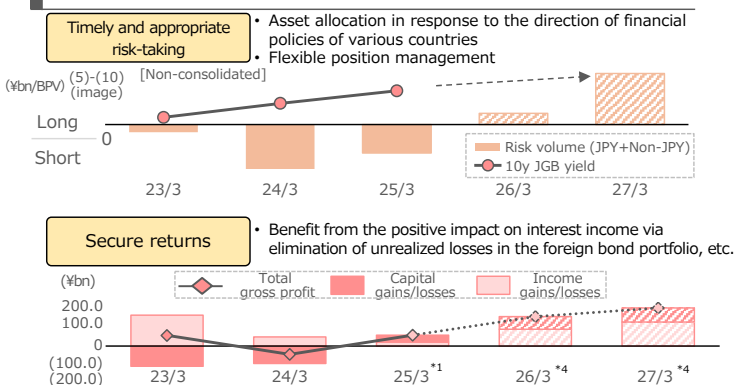 Timely and appropriate
risk-taking
• Asset allocation in response to the direction of financial
policies of various countries
• Flexible position management
(¥bn/BPV) (5)-(10)
(image)
[Non-consolidated]
Long
0
Short
Risk volume (JPY+Non-JPY)
10y JGB yield
23/3 24/3 25/3 26/3 27/3
Secure returns
• Benefit from the positive impact on interest income via
elimination of unrealized losses in the foreign bond portfolio, etc.
(¥bn)
Total
gross profit
Capital
gains/losses
Income
gains/losses
200.0
100.0
0
(100.0)
(200.0)
23/3 24/3 25/3 *1 26/3 *4 27/3 *4